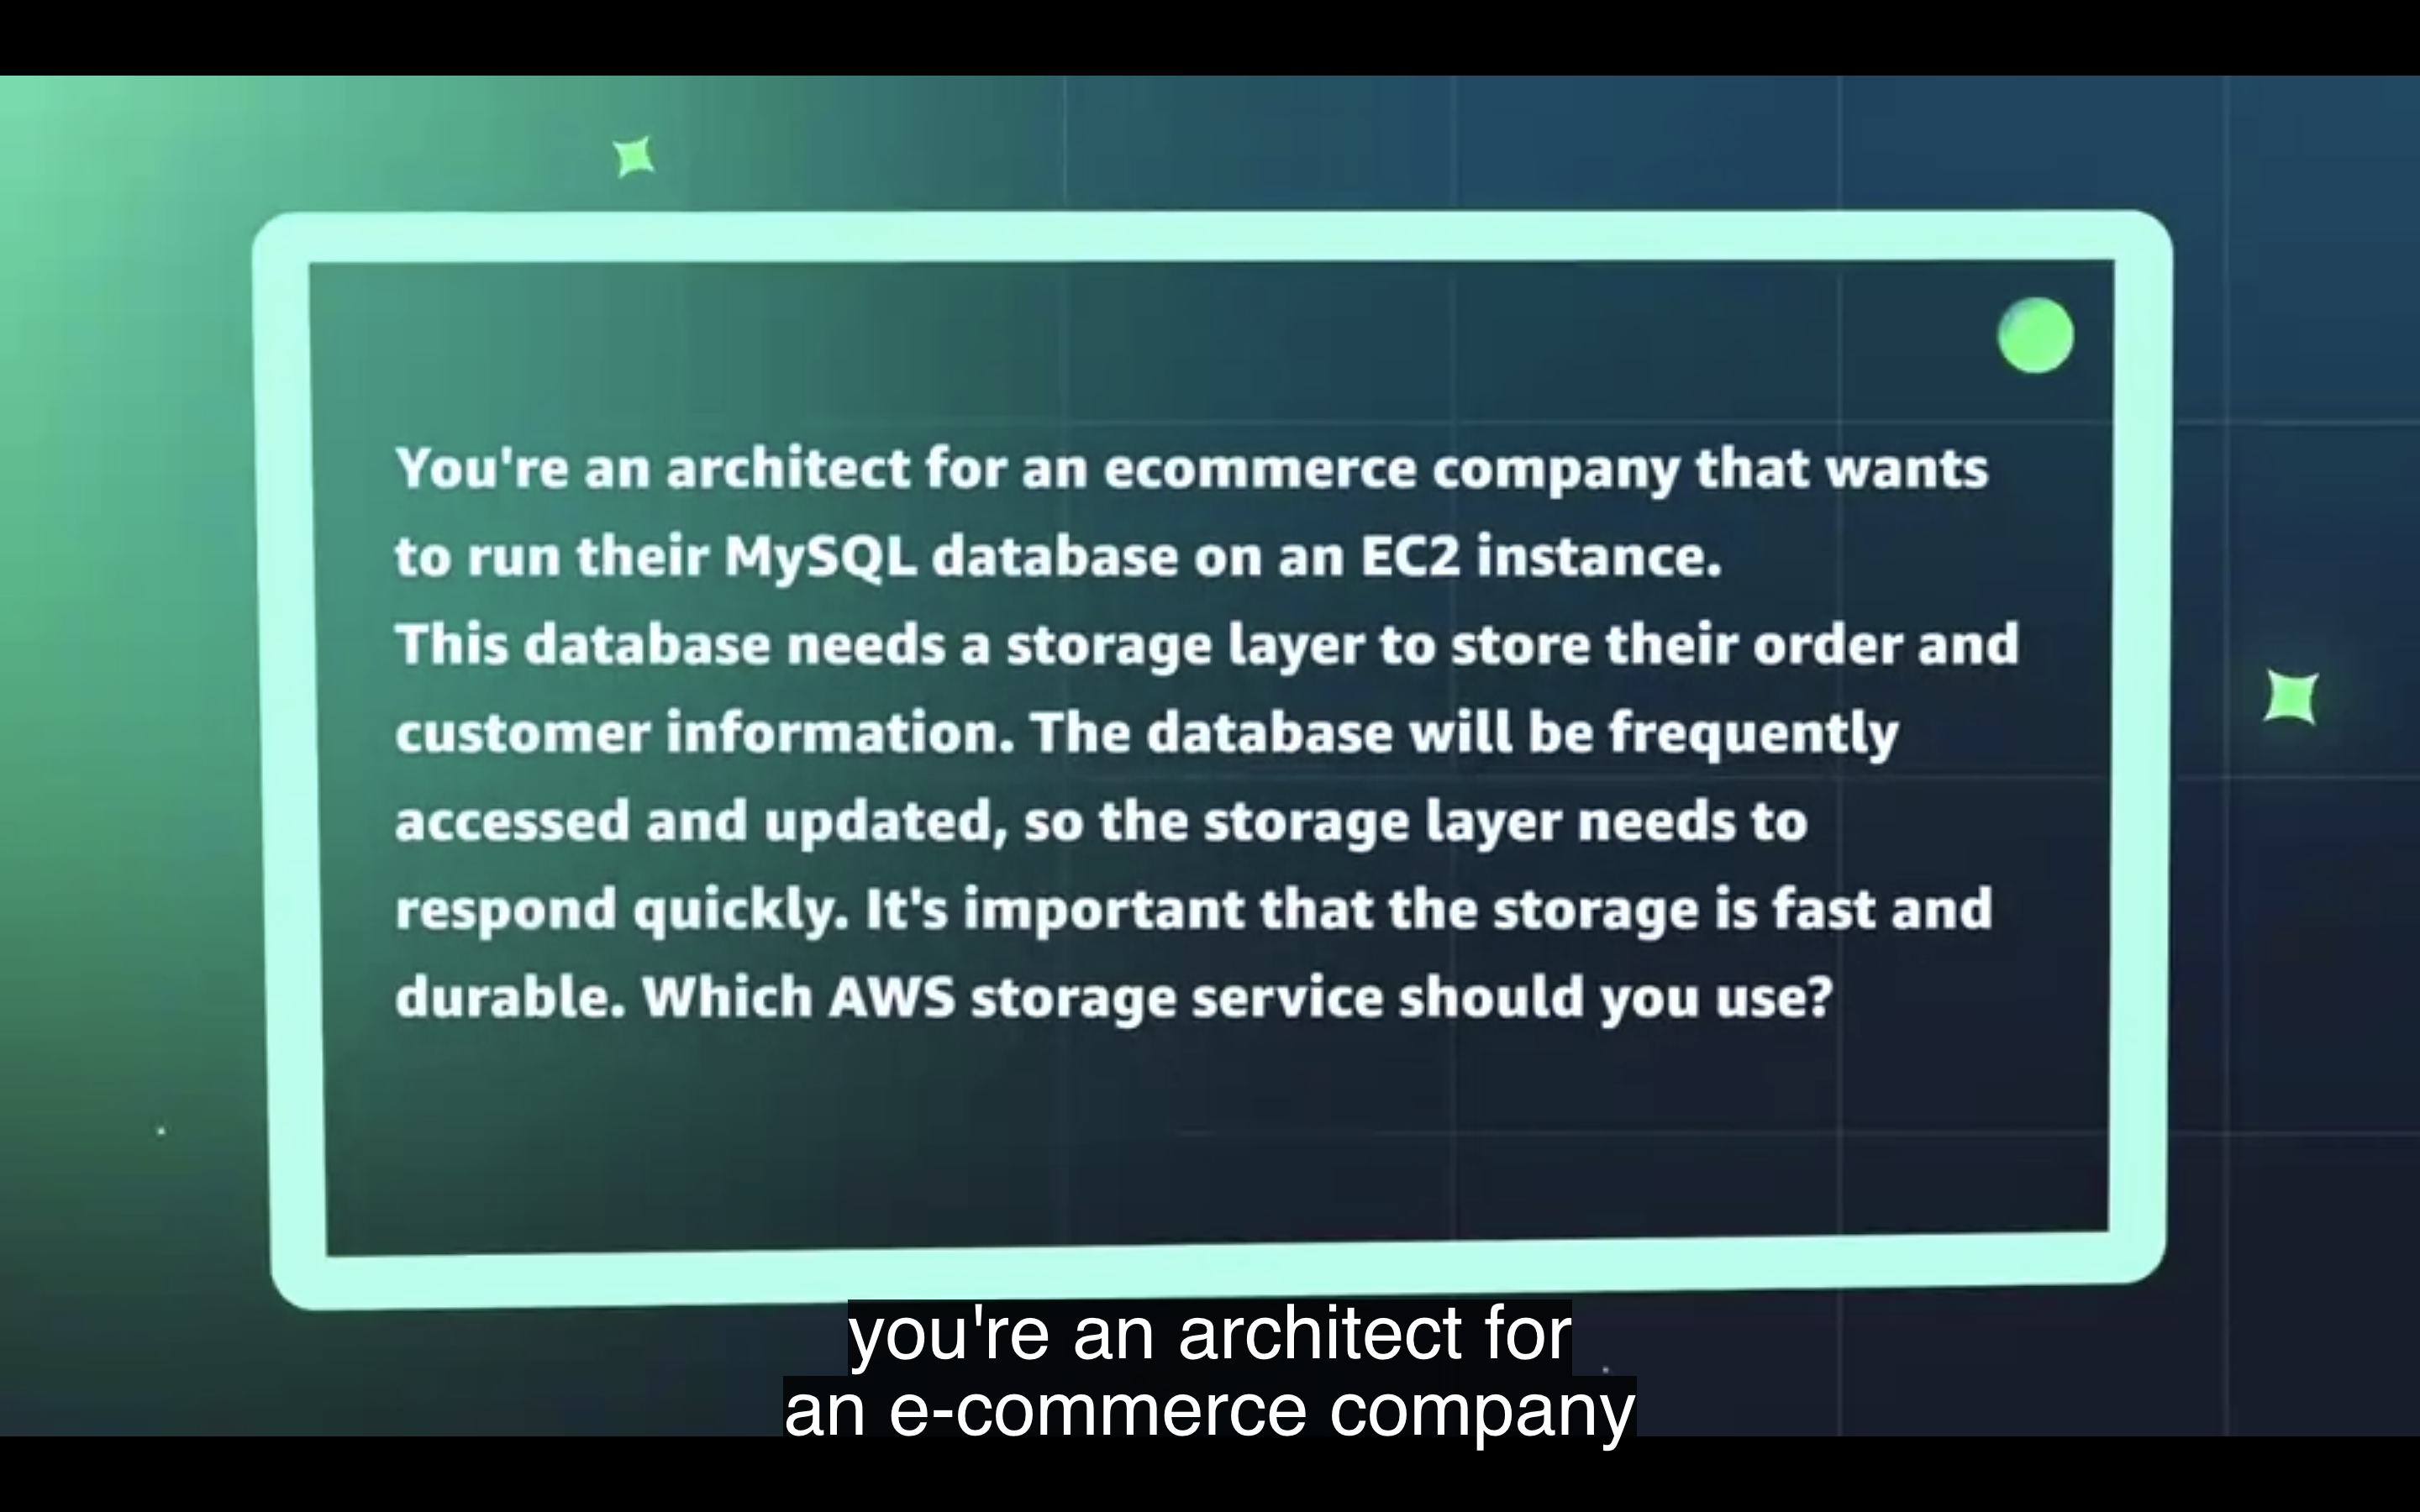 You're an architect for an ecommerce company that wants
to run their MySQL database on an EC2 instance.
This database needs a storage layer to store their order and
customer information. The database will be frequently
accessed and updated, so the storage layer needs to
respond quickly. It's important that the storage is fast and
durable. Which AWS storage service should you use?
you're an architect for
an e-commerce company